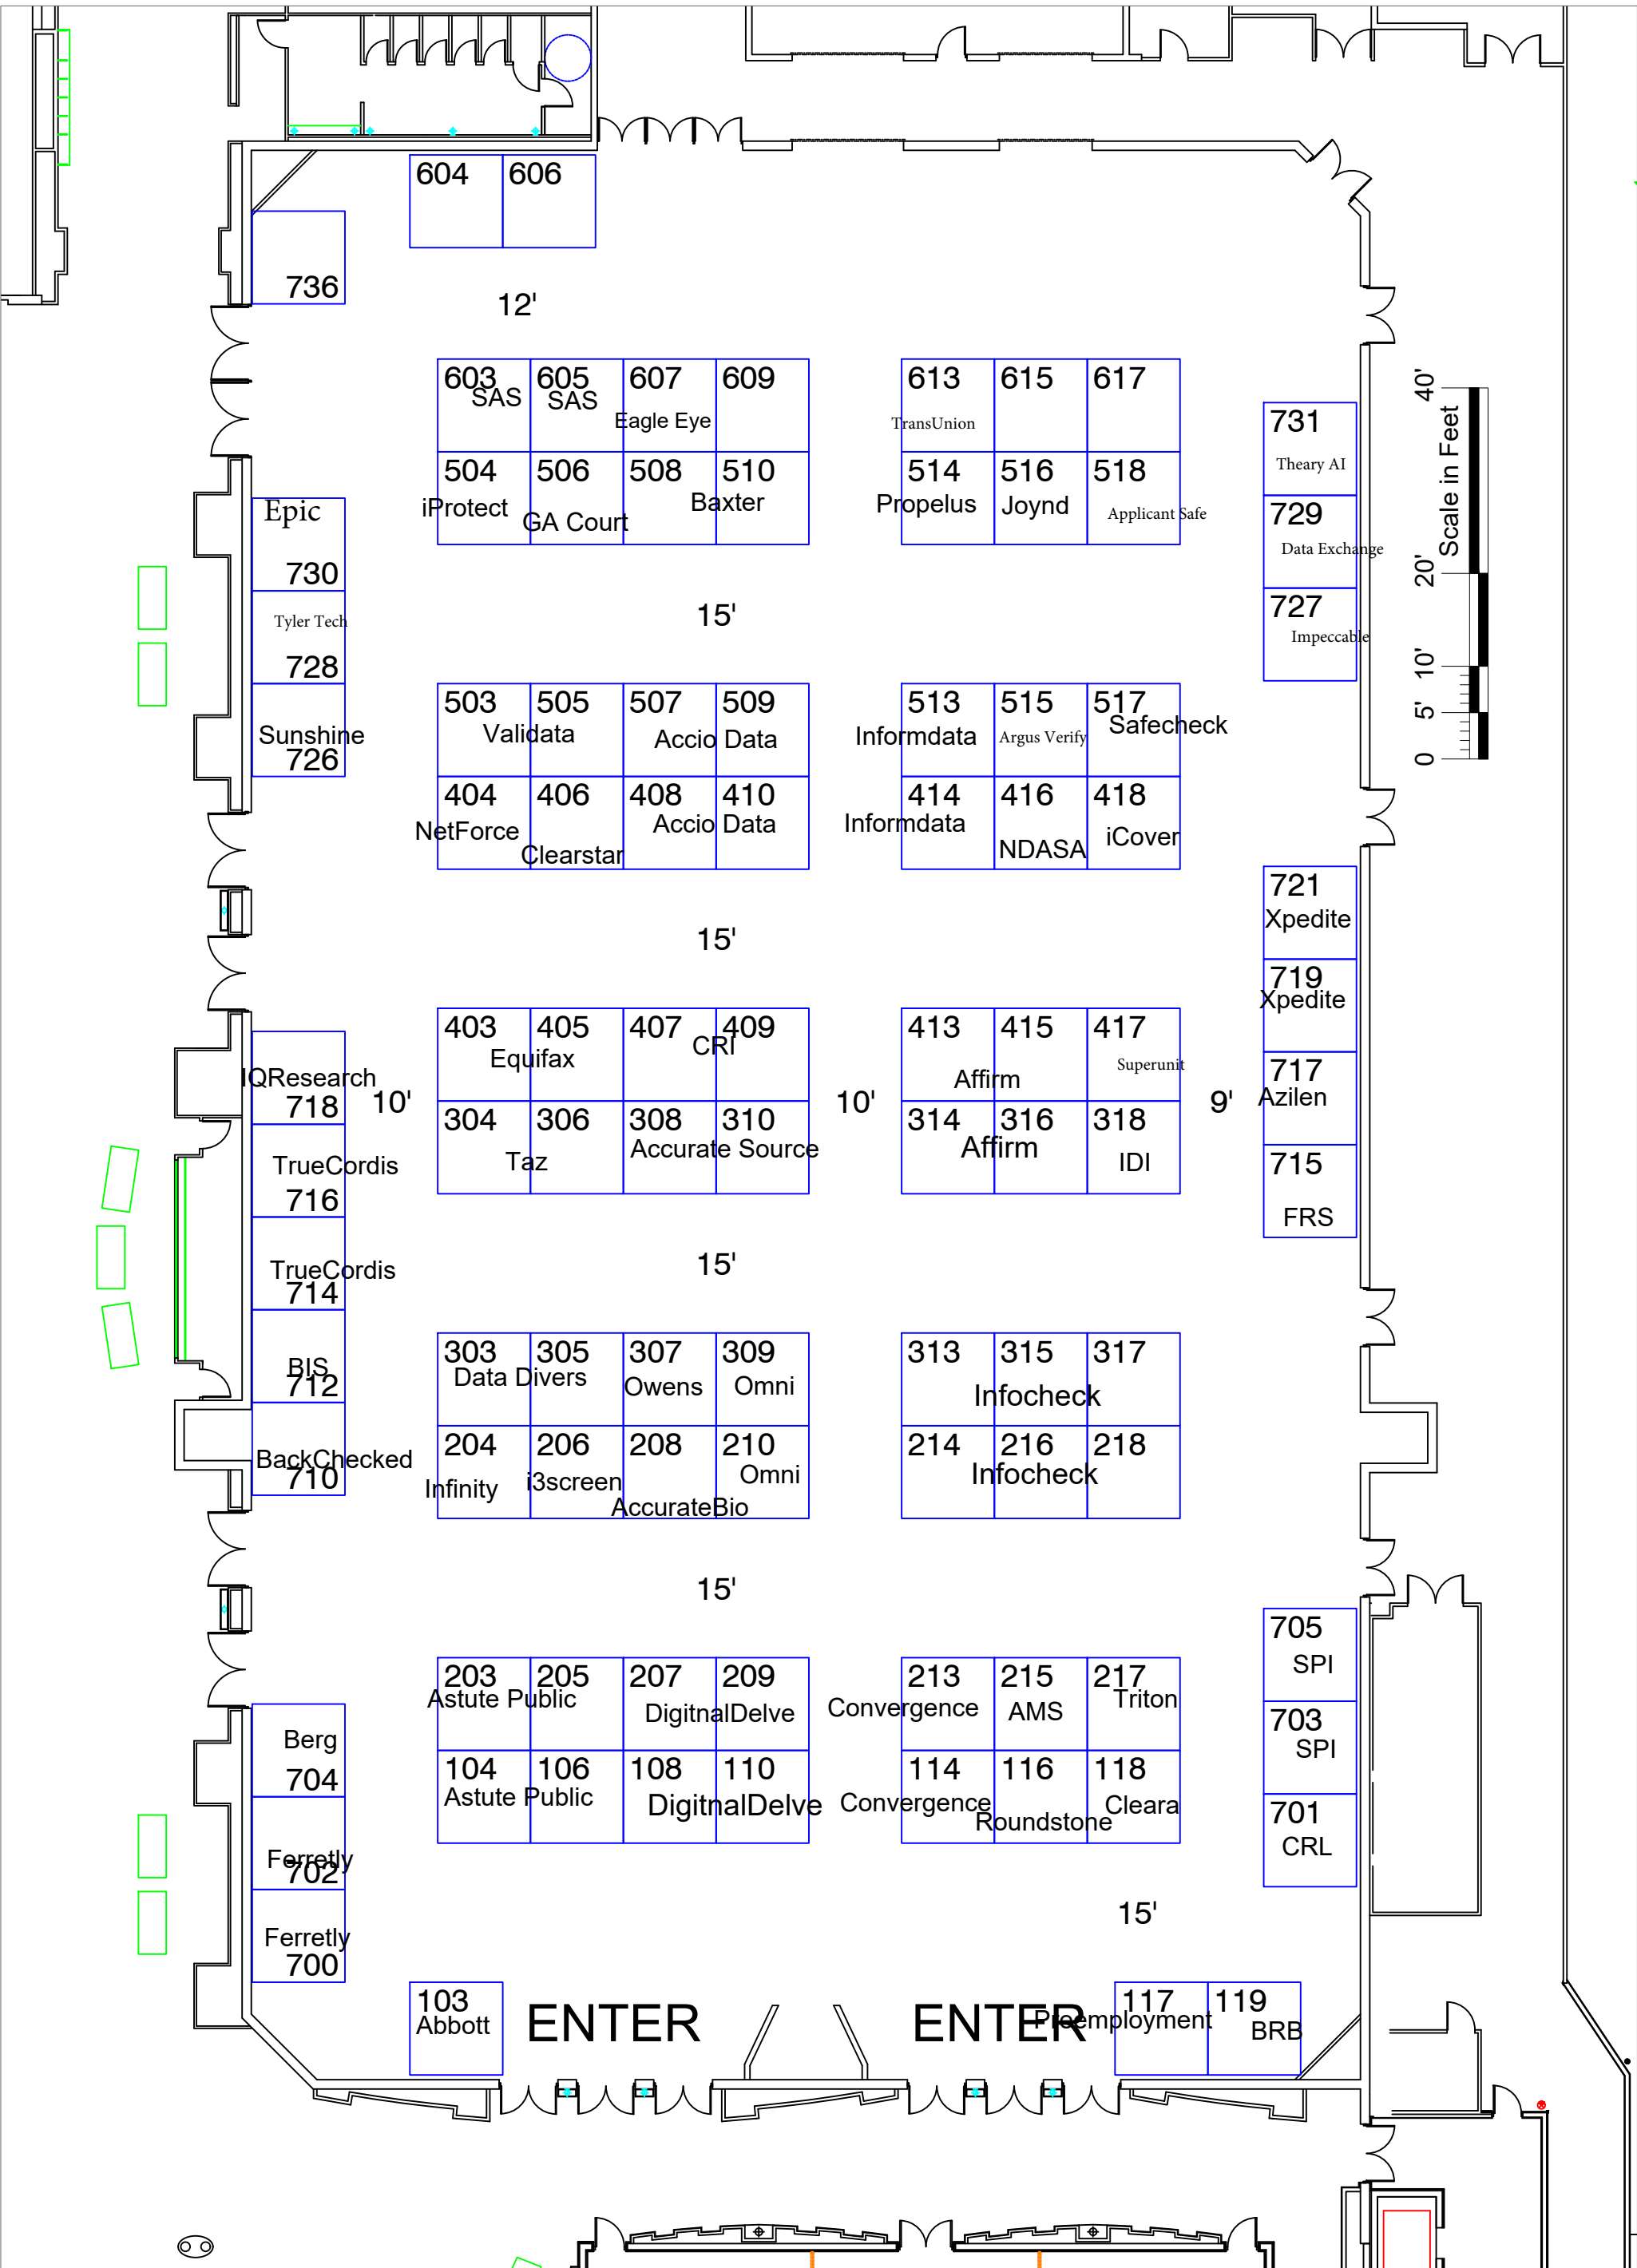 604 606
736
12'
603 605 607 609 613 615 617
SAS SAS Eagle Eye TransUnion
504 506 508 510 514 516 518
iProtect GA Court Baxter Propelus Joynd Applicant Safe
731
Theary AI
729
Data Exchange
727
Impeccable
Scale in Feet
40'
20'
10'
5'
0
Epic
730
Tyler Tech
728
Sunshine
726
15'
503 505 507 509 513 515 517
Validata Accio Data Informdata Argus Verify Safecheck
404 406 408 410 414 416 418
NetForce Clearstar Accio Data Informdata NDASA iCover
15'
721
Xpedite
719
Xpedite
717
Azilen
715
FRS
403 405 407 409 413 415 417
Equifax CRI Affirm Superunit
10' 10' 9'
304 306 308 310 314 316 318
Taz Accurate Source Affirm IDI
IQResearch
718
TrueCordis
716
TrueCordis
714
BIS
712
BackChecked
710
15'
303 305 307 309 313 315 317
Data Divers Owens Omni Infocheck
204 206 208 210 214 216 218
Infinity i3screen AccurateBio Omni Infocheck
15'
203 205 207 209 213 215 217
Astute Public DigitnalDelve Convergence AMS Triton
104 106 108 110 114 116 118
Astute Public DigitnalDelve Convergence Roundstone Cleara
705
SPI
703
SPI
701
CRL
Berg
704
Ferretly
702
Ferretly
700
15'
103
Abbott
ENTER ENTER
117 119
Preemployment BRB